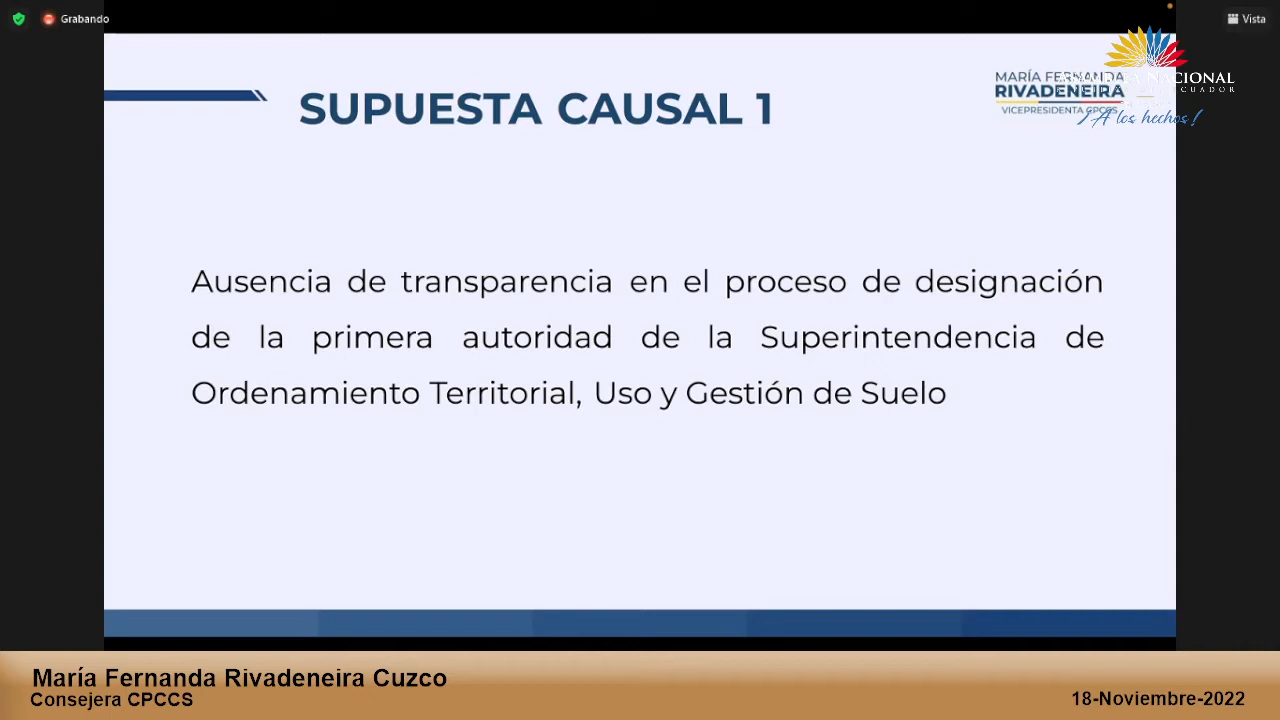 Grabando
Vista
SUPUESTA CAUSAL 1
MARÍA FERNANDA
RIVADENEIRA
VICEPRESIDENTA CPCCS
NACIONAL
ECUADOR
¡A los hechos!
Ausencia de transparencia en el proceso de designación
de la primera autoridad de la Superintendencia de
Ordenamiento Territorial, Uso y Gestión de Suelo
María Fernanda Rivadeneira Cuzco
Consejera CPCCS
18-Noviembre-2022